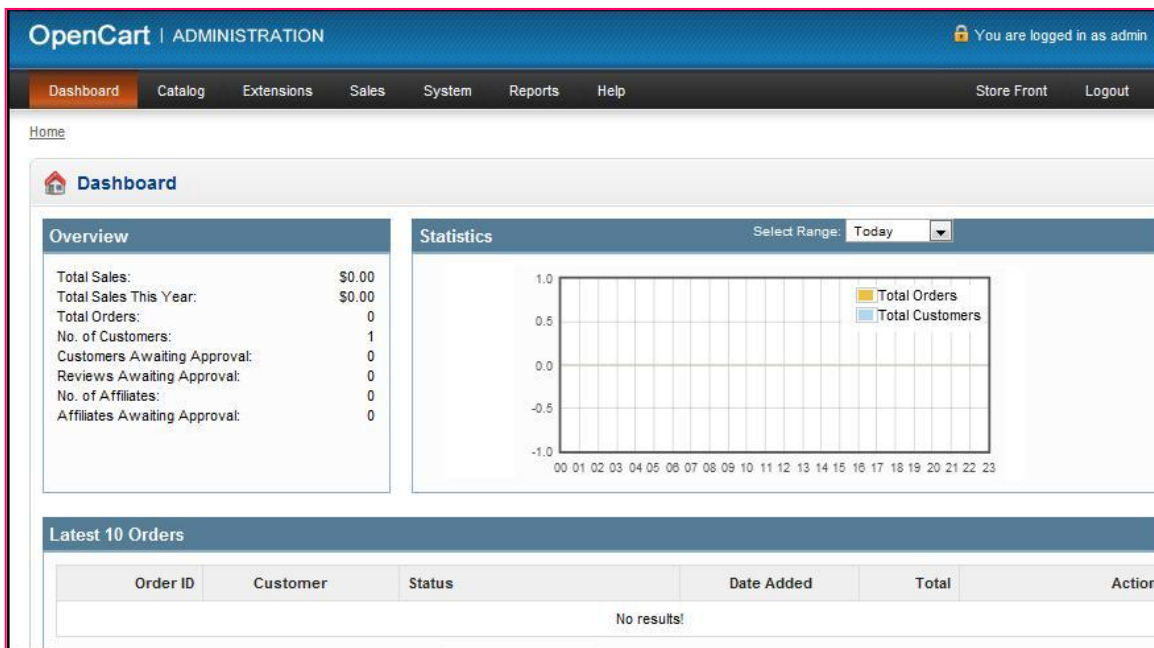 OpenCart | ADMINISTRATION
You are logged in as admin
Dashboard Catalog Extensions Sales System Reports Help Store Front Logout
Home
Dashboard
Overview
Total Sales: $0.00
Total Sales This Year: $0.00
Total Orders: 0
No. of Customers: 1
Customers Awaiting Approval: 0
Reviews Awaiting Approval: 0
No. of Affiliates: 0
Affiliates Awaiting Approval: 0
Statistics
Select Range: Today
1.0
0.5
0.0
-0.5
-1.0
Total Orders
Total Customers
00 01 02 03 04 05 06 07 08 09 10 11 12 13 14 15 16 17 18 19 20 21 22 23
Latest 10 Orders
Order ID Customer Status Date Added Total Action
No results!